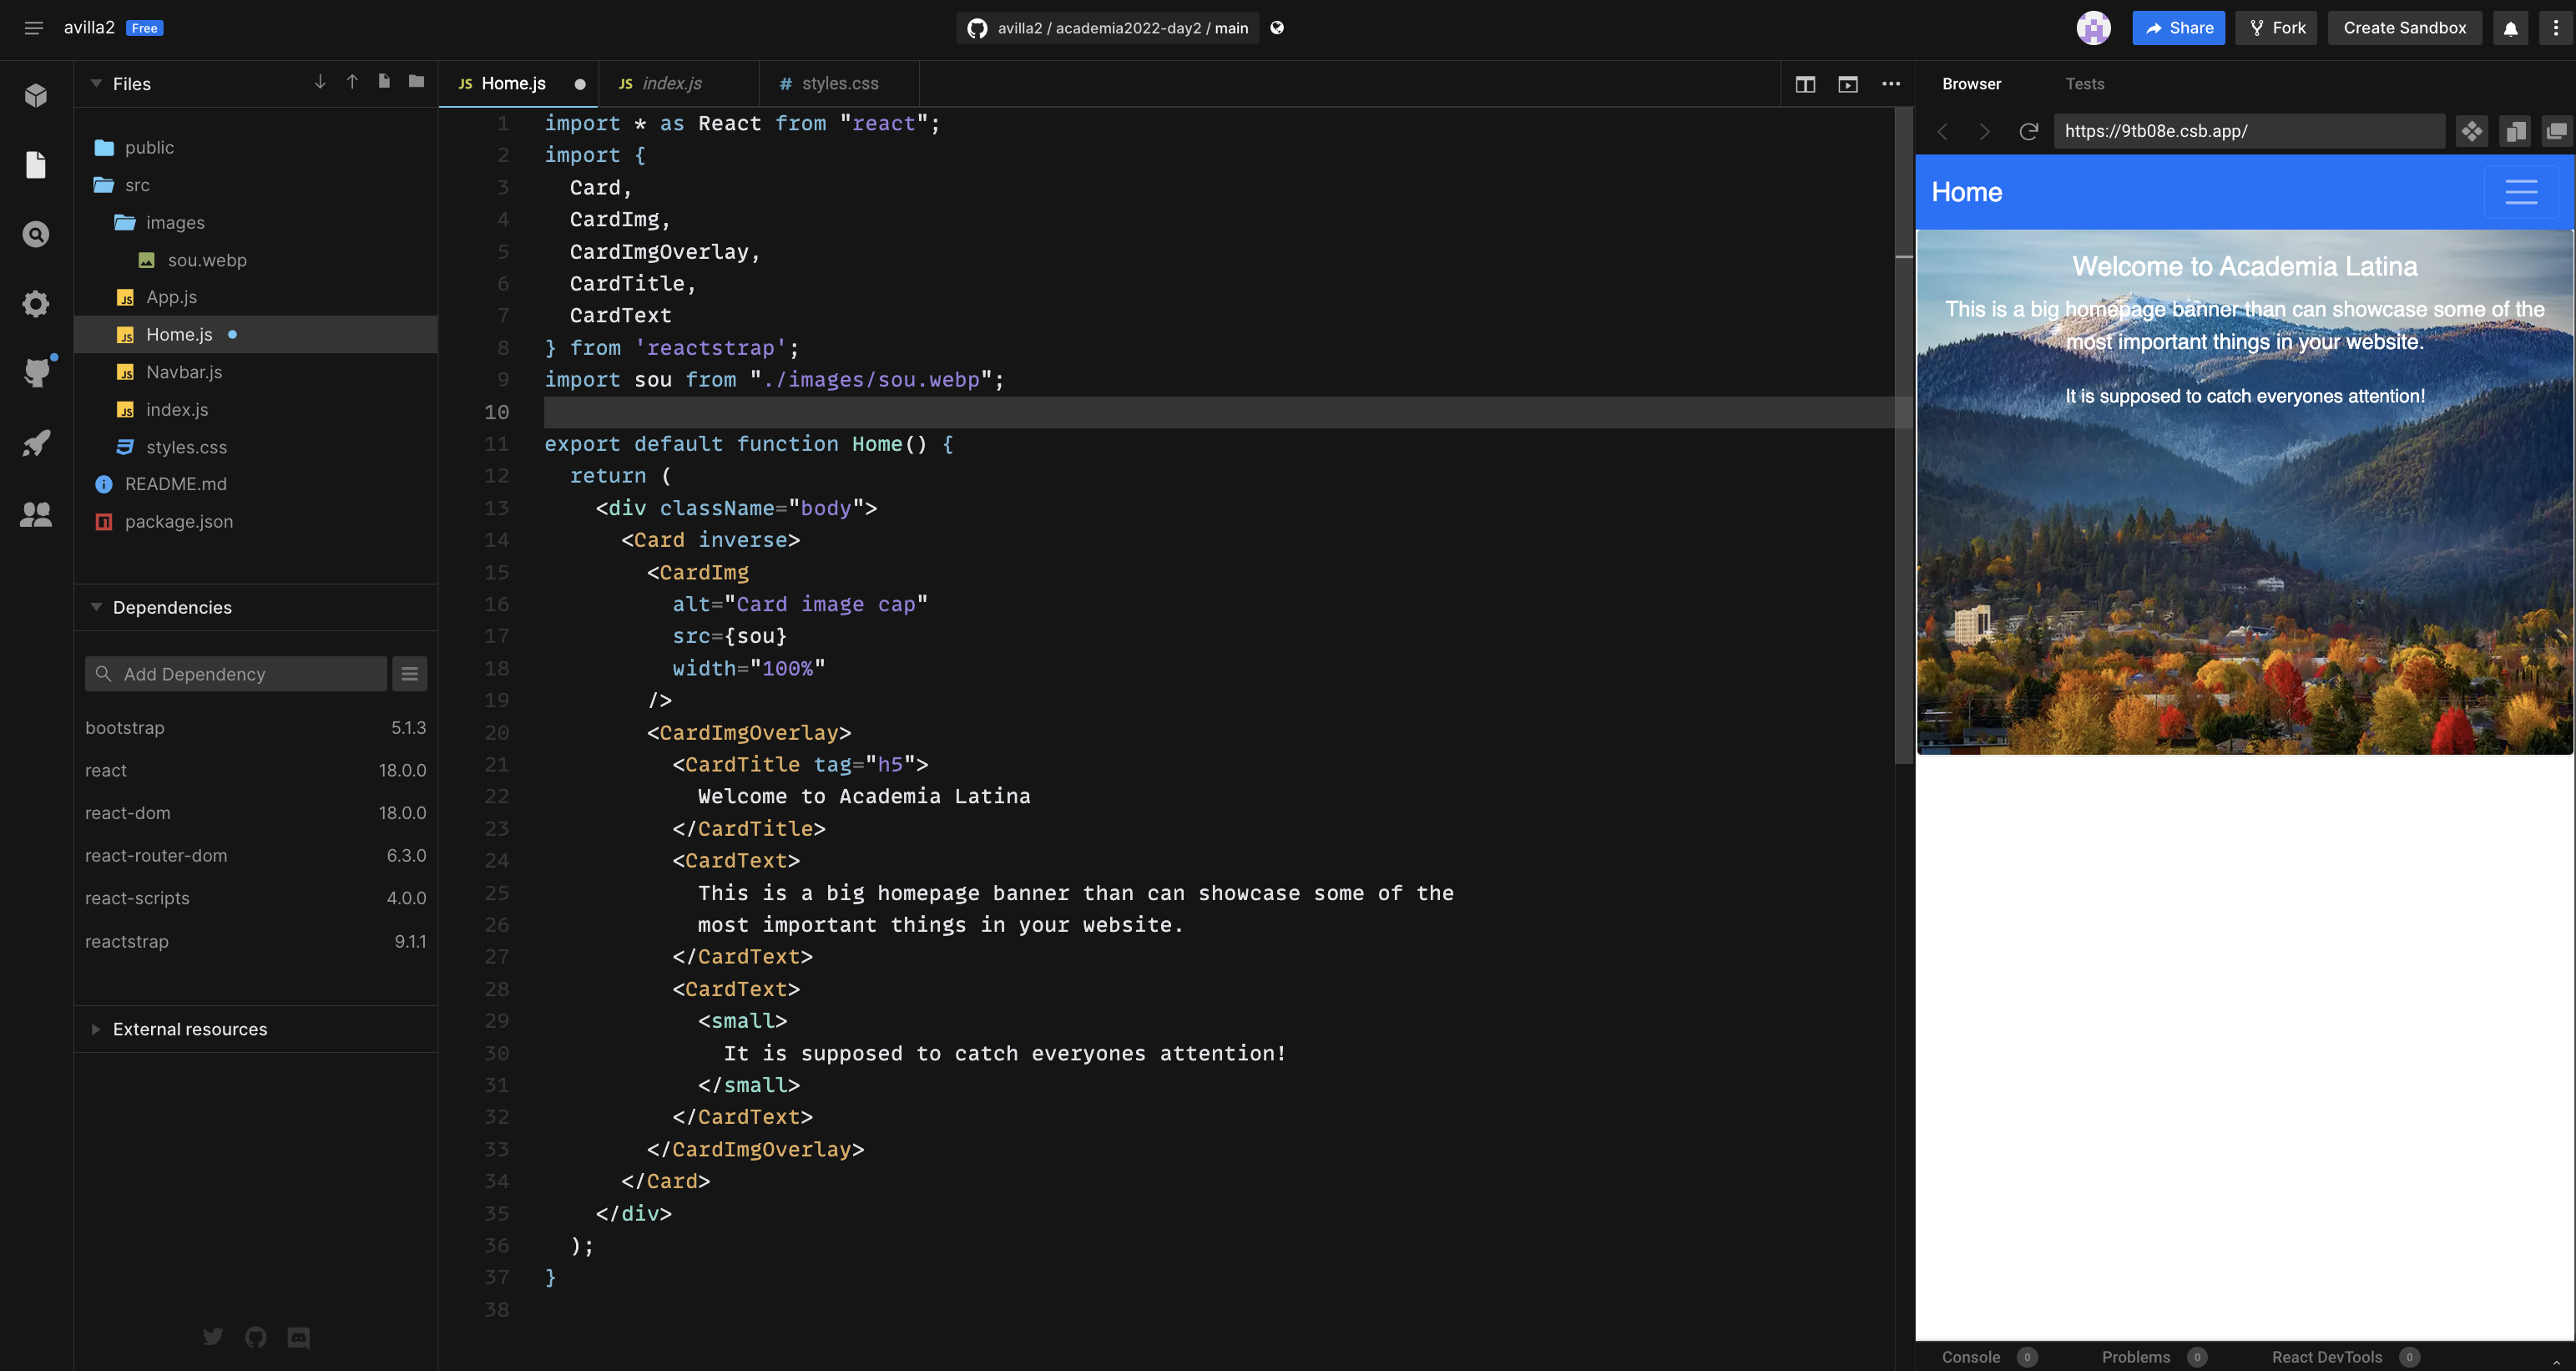 avilla2 Free
avilla2 / academia2022-day2 / main
Share
Fork
Create Sandbox
Files
public
src
images
sou.webp
JS App.js
JS Home.js
JS Navbar.js
JS index.js
styles.css
README.md
package.json
Dependencies
Add Dependency
bootstrap 5.1.3
react 18.0.0
react-dom 18.0.0
react-router-dom 6.3.0
react-scripts 4.0.0
reactstrap 9.1.1
External resources
JS Home.js
JS index.js
# styles.css
1 import * as React from "react";
2 import {
3 Card,
4 CardImg,
5 CardImgOverlay,
6 CardTitle,
7 CardText
8 } from 'reactstrap';
9 import sou from "./images/sou.webp";
10
11 export default function Home() {
12 return (
13 <div className="body">
14 <Card inverse>
15 <CardImg
16 alt="Card image cap"
17 src={sou}
18 width="100%"
19 />
20 <CardImgOverlay>
21 <CardTitle tag="h5">
22 Welcome to Academia Latina
23 </CardTitle>
24 <CardText>
25 This is a big homepage banner than can showcase some of the
26 most important things in your website.
27 </CardText>
28 <CardText>
29 <small>
30 It is supposed to catch everyones attention!
31 </small>
32 </CardText>
33 </CardImgOverlay>
34 </Card>
35 </div>
36 );
37 }
38
Browser
Tests
https://9tb08e.csb.app/
Home
Welcome to Academia Latina
This is a big homepage banner than can showcase some of the
most important things in your website.
It is supposed to catch everyones attention!
Console 0
Problems 0
React DevTools 0